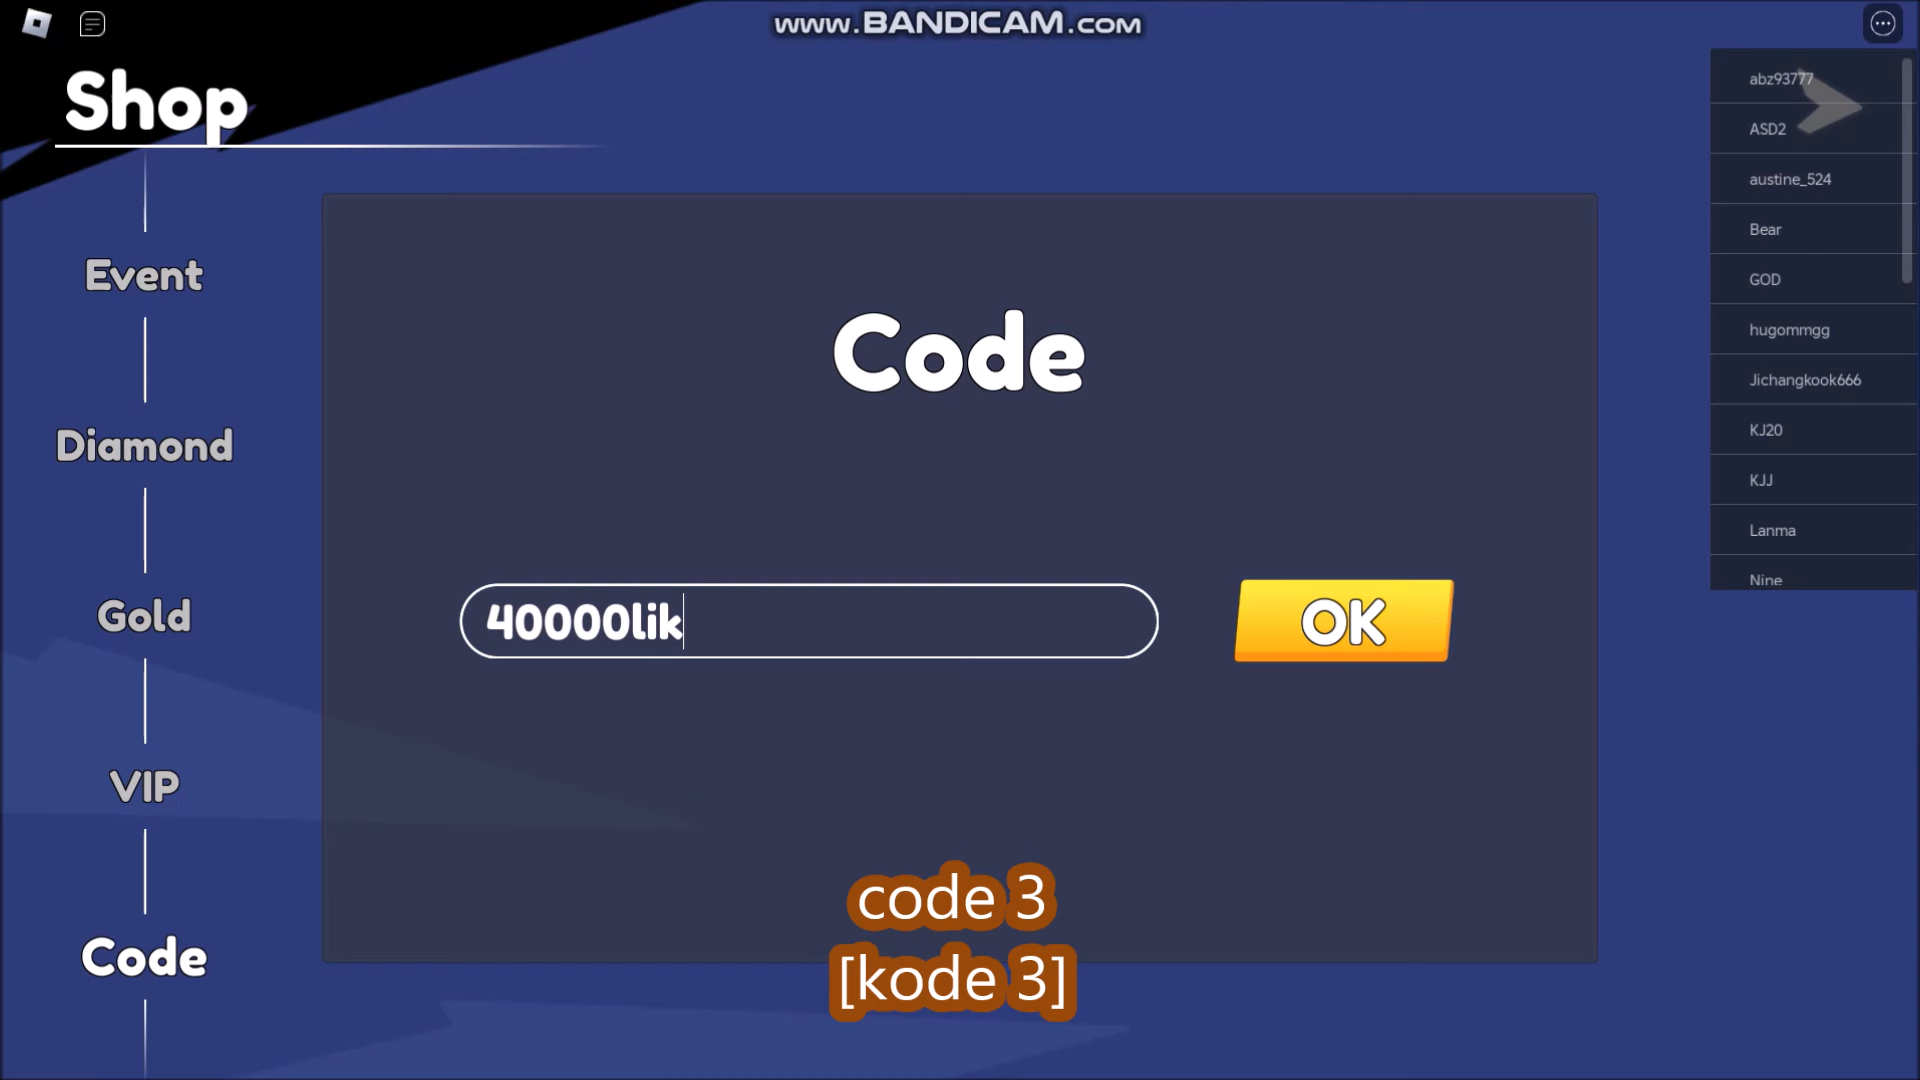 www.BANDICAM.com
Shop
Event
Diamond
Gold
VIP
Code
Code
40000lik
OK
code 3
[kode 3]
abz93777
ASD2
austine_524
Bear
GOD
hugommgg
Jichangkook666
KJ20
KJJ
Lanma
Nine